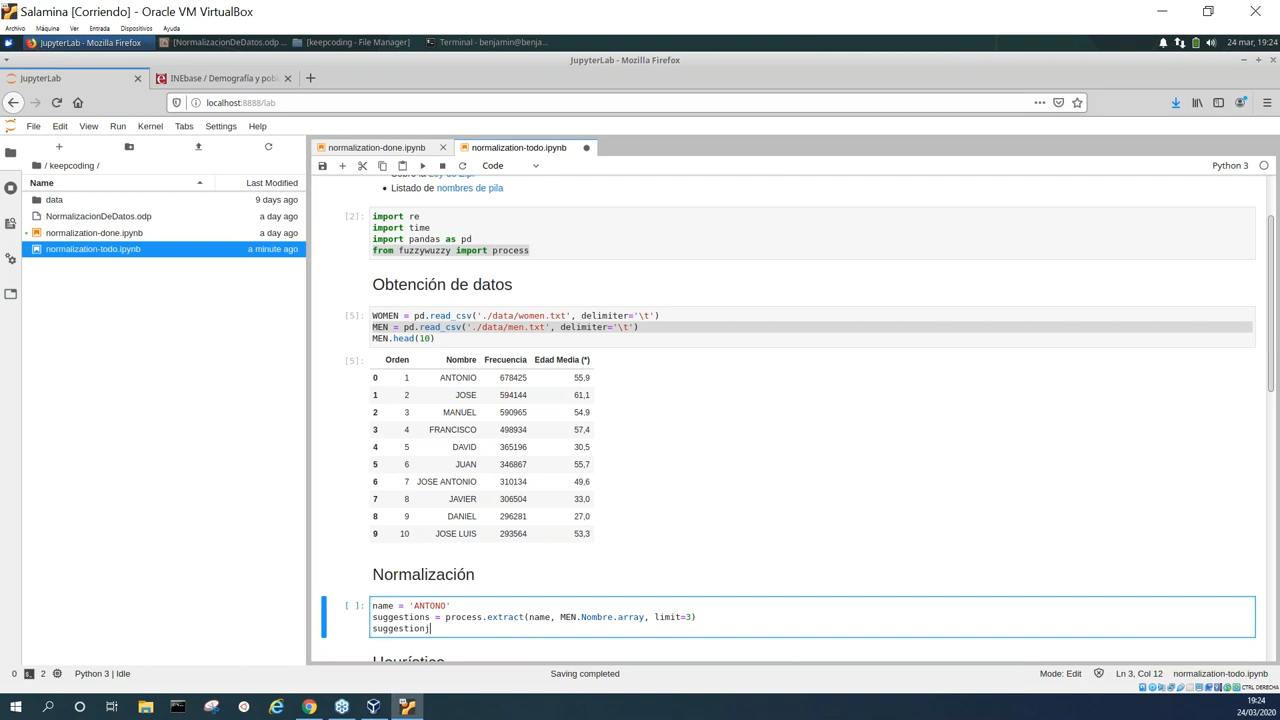 Salamina [Corriendo] - Oracle VM VirtualBox
Archivo Máquina Ver Entrada Dispositivos Ayuda
JupyterLab - Mozilla Firefox [NormalizacionDeDatos.odp ... [keepcoding - File Manager] Terminal - benjamin@benja... 24 mar, 19:24
JupyterLab - Mozilla Firefox
JupyterLab INEbase / Demografía y pobl
localhost:8888/lab
File Edit View Run Kernel Tabs Settings Help
normalization-done.ipynb normalization-todo.ipynb
/ keepcoding /
Code Python 3
Name Last Modified
data 9 days ago
NormalizacionDeDatos.odp a day ago
normalization-done.ipynb a day ago
normalization-todo.ipynb a minute ago
Listado de nombres de pila
[2]: import re
import time
import pandas as pd
from fuzzywuzzy import process
Obtención de datos
[5]: WOMEN = pd.read_csv('./data/women.txt', delimiter='\t')
MEN = pd.read_csv('./data/men.txt', delimiter='\t')
MEN.head(10)
[5]: Orden Nombre Frecuencia Edad Media (*)
0 1 ANTONIO 678425 55,9
1 2 JOSE 594144 61,1
2 3 MANUEL 590965 54,9
3 4 FRANCISCO 498934 57,4
4 5 DAVID 365196 30,5
5 6 JUAN 346867 55,7
6 7 JOSE ANTONIO 310134 49,6
7 8 JAVIER 306504 33,0
8 9 DANIEL 296281 27,0
9 10 JOSE LUIS 293564 53,3
Normalización
[ ]: name = 'ANTONO'
suggestions = process.extract(name, MEN.Nombre.array, limit=3)
suggestionj
Heurístico
0 2 Python 3 | Idle Saving completed Mode: Edit Ln 3, Col 12 normalization-todo.ipynb
CTRL DERECHA
19:24
24/03/2020